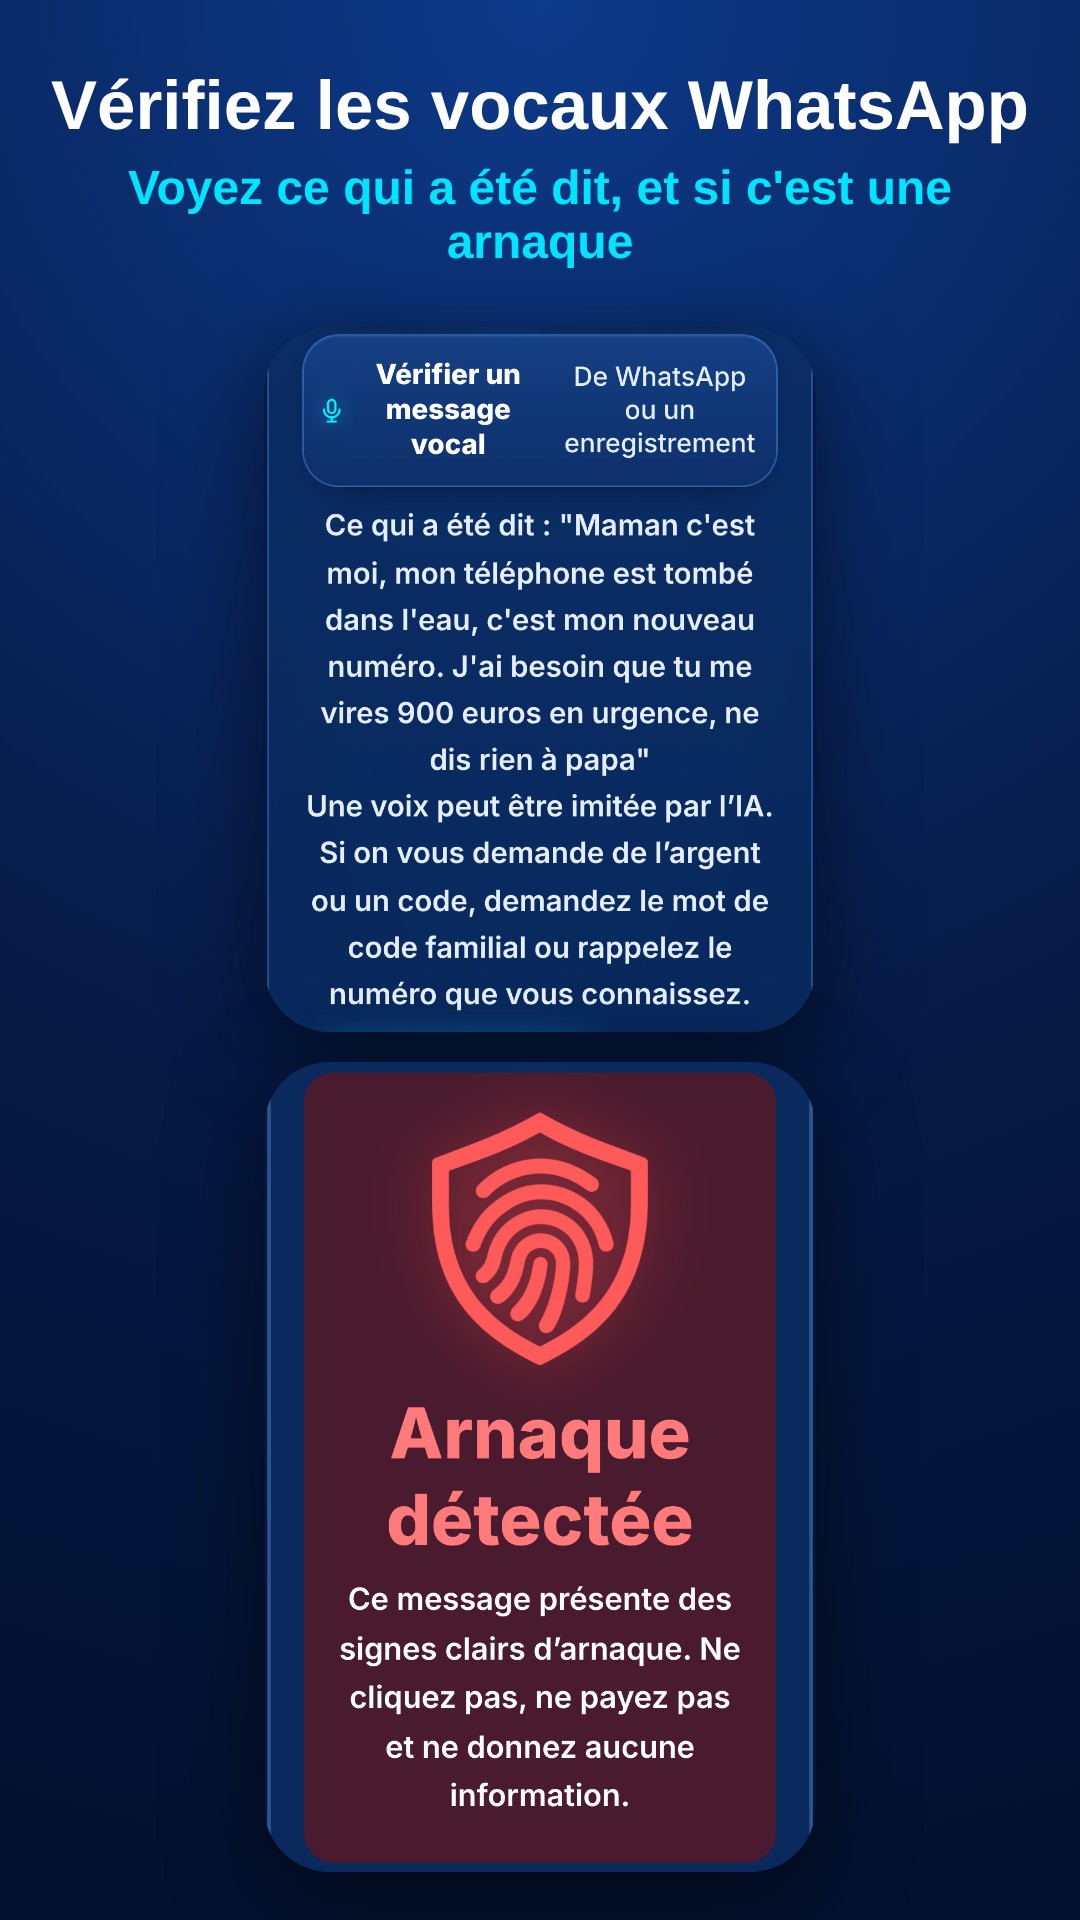 Vérifiez les vocaux WhatsApp
Voyez ce qui a été dit, et si c'est une
arnaque
Vérifier un
message
vocal
De WhatsApp
ou un
enregistrement
Ce qui a été dit : "Maman c'est
moi, mon téléphone est tombé
dans l'eau, c'est mon nouveau
numéro. J'ai besoin que tu me
vires 900 euros en urgence, ne
dis rien à papa"
Une voix peut être imitée par l’IA.
Si on vous demande de l’argent
ou un code, demandez le mot de
code familial ou rappelez le
numéro que vous connaissez.
Arnaque
détectée
Ce message présente des
signes clairs d’arnaque. Ne
cliquez pas, ne payez pas
et ne donnez aucune
information.